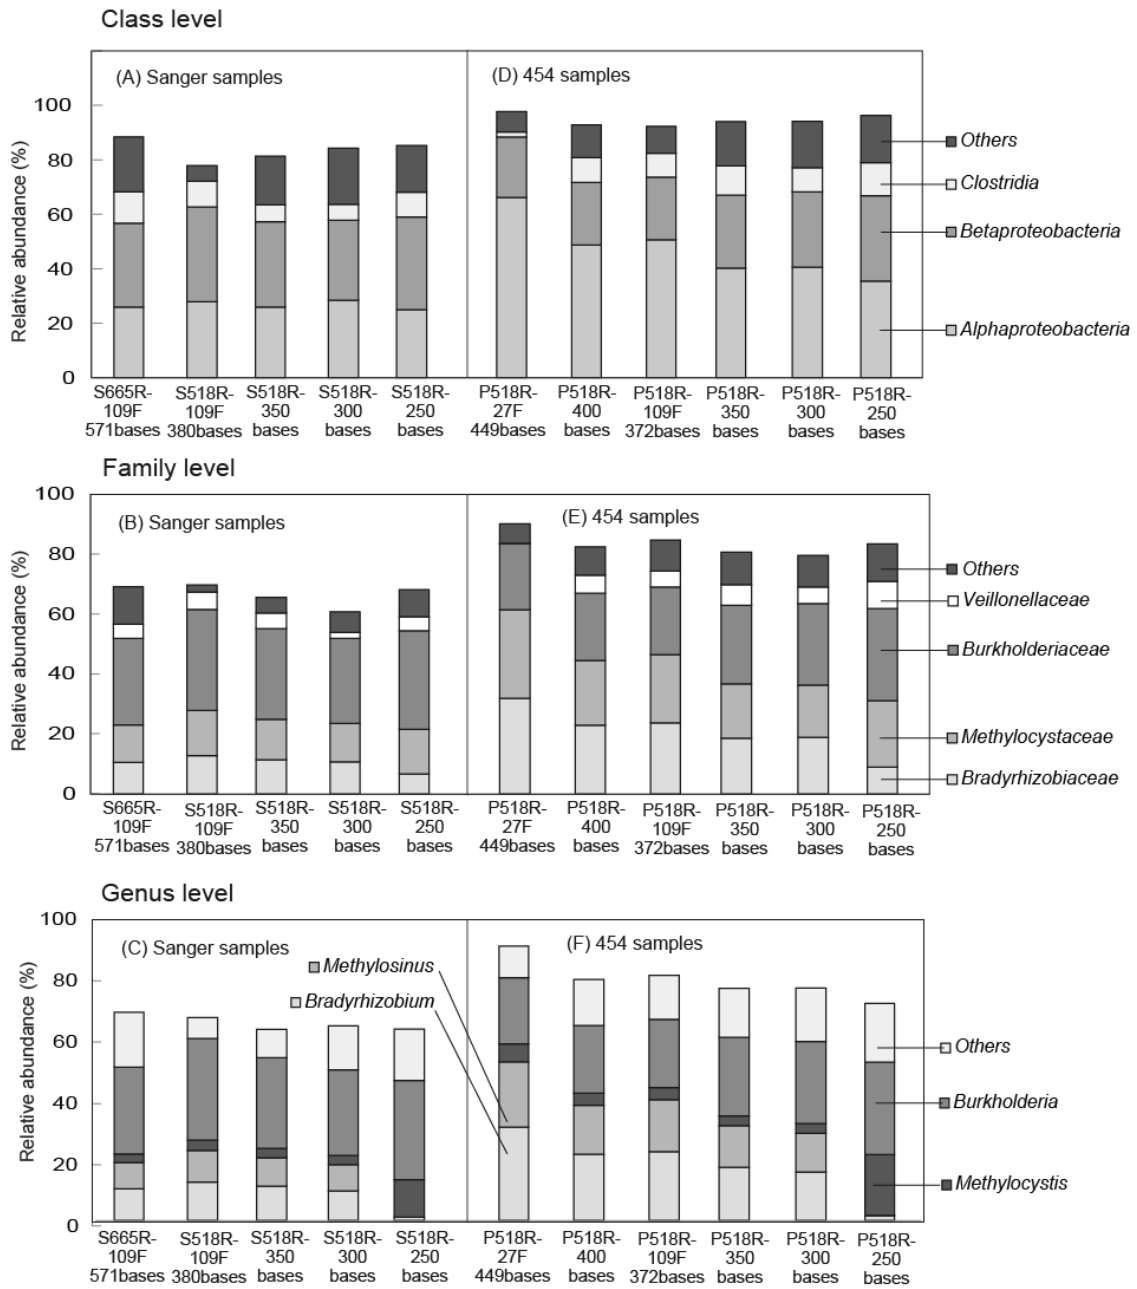 Class level
(A) Sanger samples
(D) 454 samples
Relative abundance (%)
100
80
60
40
20
0
Others
Clostridia
Betaproteobacteria
Alphaproteobacteria
S665R-
109F
571bases
S518R-
109F
380bases
S518R-
350
bases
S518R-
300
bases
S518R-
250
bases
P518R-
27F
449bases
P518R-
400
bases
P518R-
109F
372bases
P518R-
350
bases
P518R-
300
bases
P518R-
250
bases
Family level
(B) Sanger samples
(E) 454 samples
Relative abundance (%)
100
80
60
40
20
0
Others
Veillonellaceae
Burkholderiaceae
Methylocystaceae
Bradyrhizobiaceae
S665R-
109F
571bases
S518R-
109F
380bases
S518R-
350
bases
S518R-
300
bases
S518R-
250
bases
P518R-
27F
449bases
P518R-
400
bases
P518R-
109F
372bases
P518R-
350
bases
P518R-
300
bases
P518R-
250
bases
Genus level
(C) Sanger samples
(F) 454 samples
Methylosinus
Bradyrhizobium
Relative abundance (%)
100
80
60
40
20
0
Others
Burkholderia
Methylocystis
S665R-
109F
571bases
S518R-
109F
380bases
S518R-
350
bases
S518R-
300
bases
S518R-
250
bases
P518R-
27F
449bases
P518R-
400
bases
P518R-
109F
372bases
P518R-
350
bases
P518R-
300
bases
P518R-
250
bases